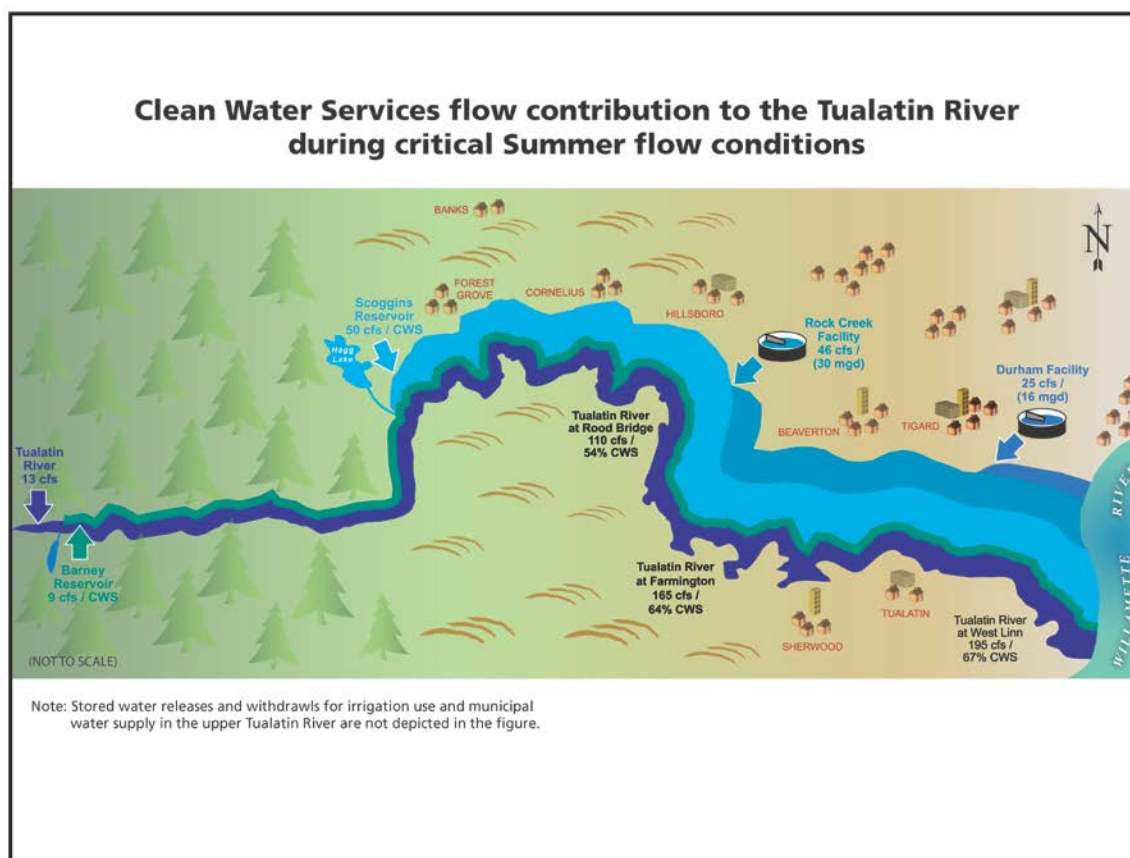 Clean Water Services flow contribution to the Tualatin River
during critical Summer flow conditions
BANKS
N
FOREST
GROVE
CORNELIUS
HILLSBORO
Scoggins
Reservoir
50 cfs / CWS
Hagg
Lake
Rock Creek
Facility
46 cfs /
(30 mgd)
Durham Facility
25 cfs /
(16 mgd)
Tualatin River
at Rood Bridge
110 cfs /
54% CWS
BEAVERTON
TIGARD
Tualatin
River
13 cfs
Barney
Reservoir
9 cfs / CWS
Tualatin River
at Farmington
165 cfs /
64% CWS
SHERWOOD
TUALATIN
Tualatin River
at West Linn
195 cfs /
67% CWS
WILLAMETTE RIVER
(NOT TO SCALE)
Note: Stored water releases and withdrawls for irrigation use and municipal
water supply in the upper Tualatin River are not depicted in the figure.